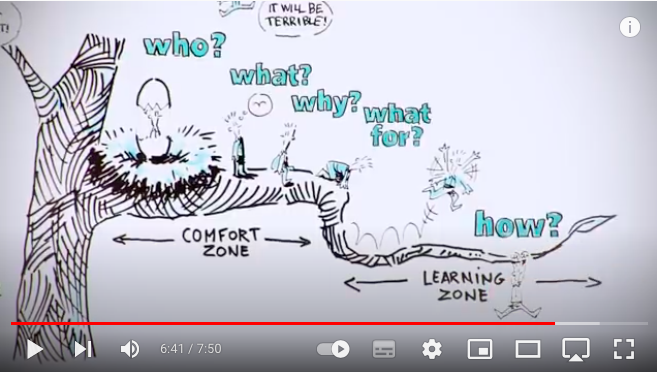 IT WILL BE
TERRIBLE!
who?
what?
why?
what
for?
how?
COMFORT
ZONE
LEARNING
ZONE
6:41 / 7:50